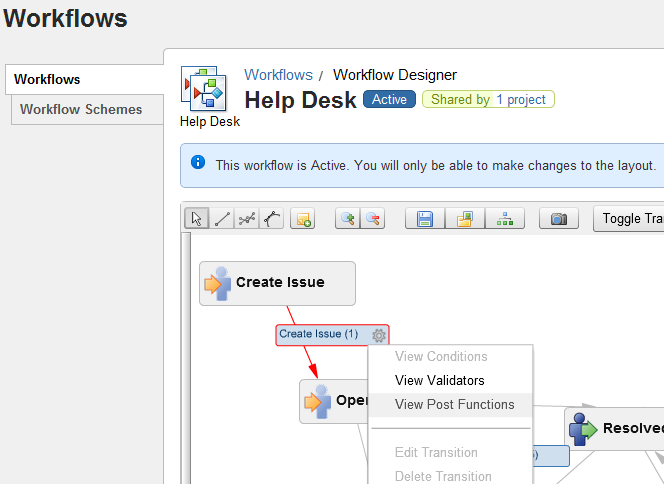 Workflows
Workflows
Workflow Schemes
Help Desk
Workflows / Workflow Designer
Help Desk Active Shared by 1 project
This workflow is Active. You will only be able to make changes to the layout.
Toggle Tra
Create Issue
Create Issue (1)
View Conditions
View Validators
View Post Functions
Edit Transition
Delete Transition
Ope
Resolved